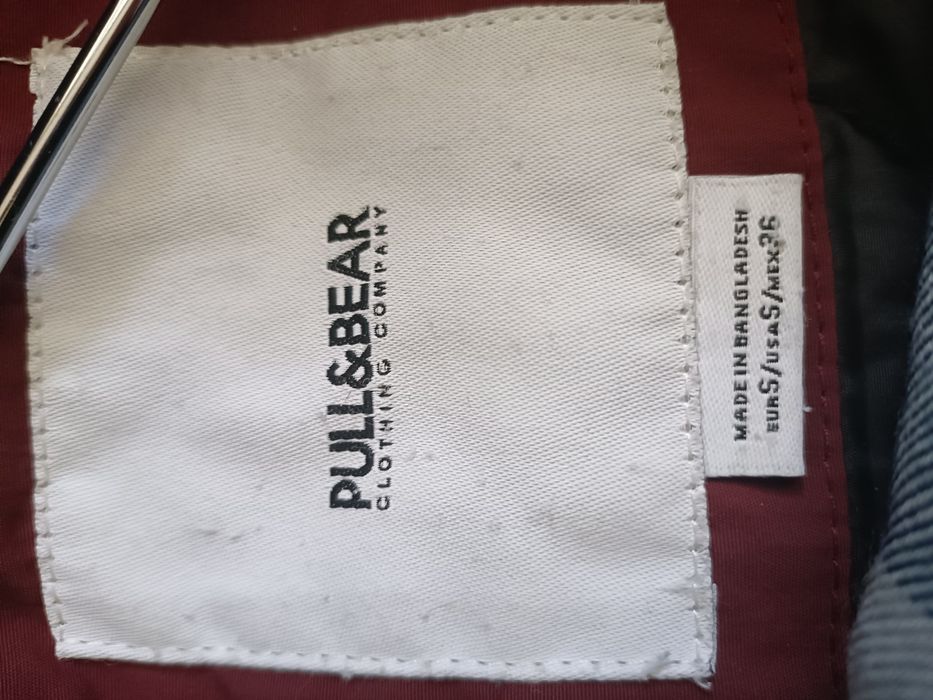 PULL&BEAR
CLOTHING COMPANY
MADE IN BANGLADESH
EUR S/USA S/MEX 26